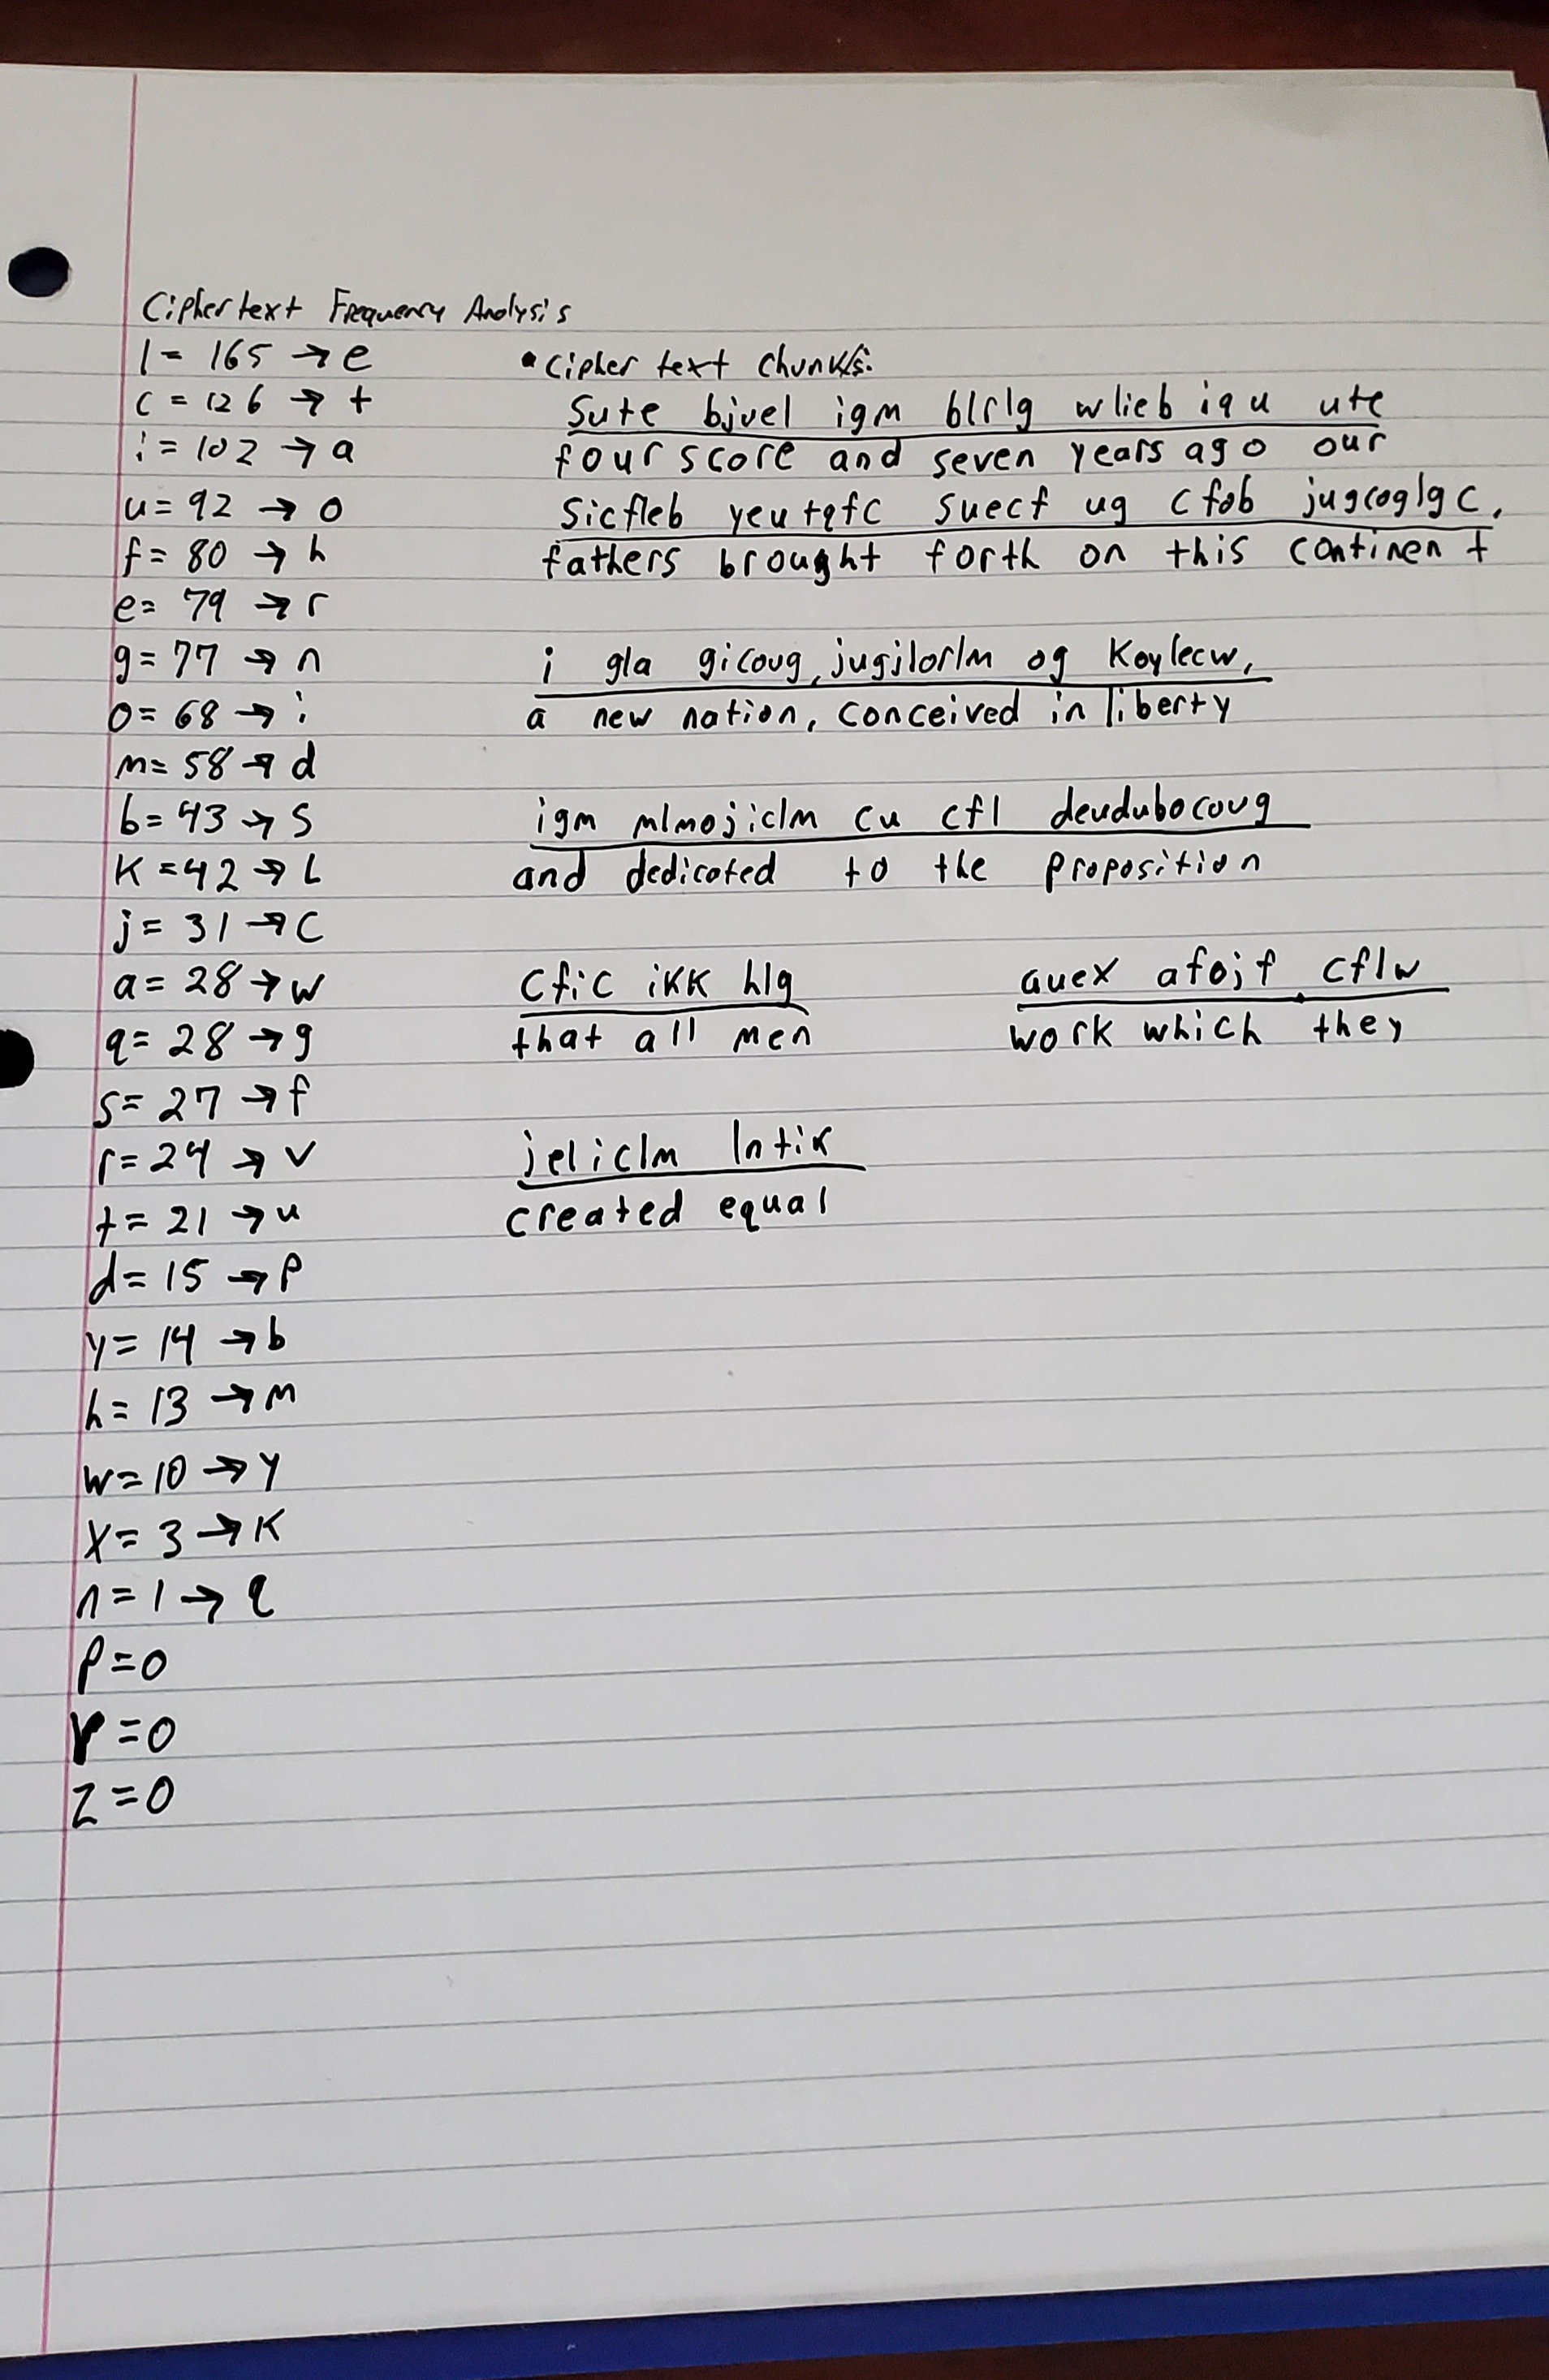 Ciphertext Frequency Analysis
l = 165 → e
c = 126 → t
i = 102 → a
u = 92 → o
f = 80 → h
e = 79 → r
g = 77 → n
o = 68 → i
m = 58 → d
b = 43 → s
K = 42 → L
j = 31 → C
a = 28 → w
q = 28 → g
s = 27 → f
r = 24 → v
t = 21 → u
d = 15 → p
y = 14 → b
h = 13 → m
w = 10 → y
X = 3 → K
n = 1 → q
p = 0
v = 0
z = 0
• Cipher text Chunks:
Sute bjuel igm blrlg wlieb iqu ute
four score and seven years ago our
Sicfleb yeutqfc suecf ug cfob jugcoglgc,
fathers brought forth on this continent
i gla gicoug, jugjlorlm og Koylecw,
a new nation, conceived in liberty
igm mlmojiclm cu cfl deudubocoug
and dedicated to the proposition
Cfic iKK hlg
that all men
auex afojf cflw
work which they
jeliclm lntik
created equal